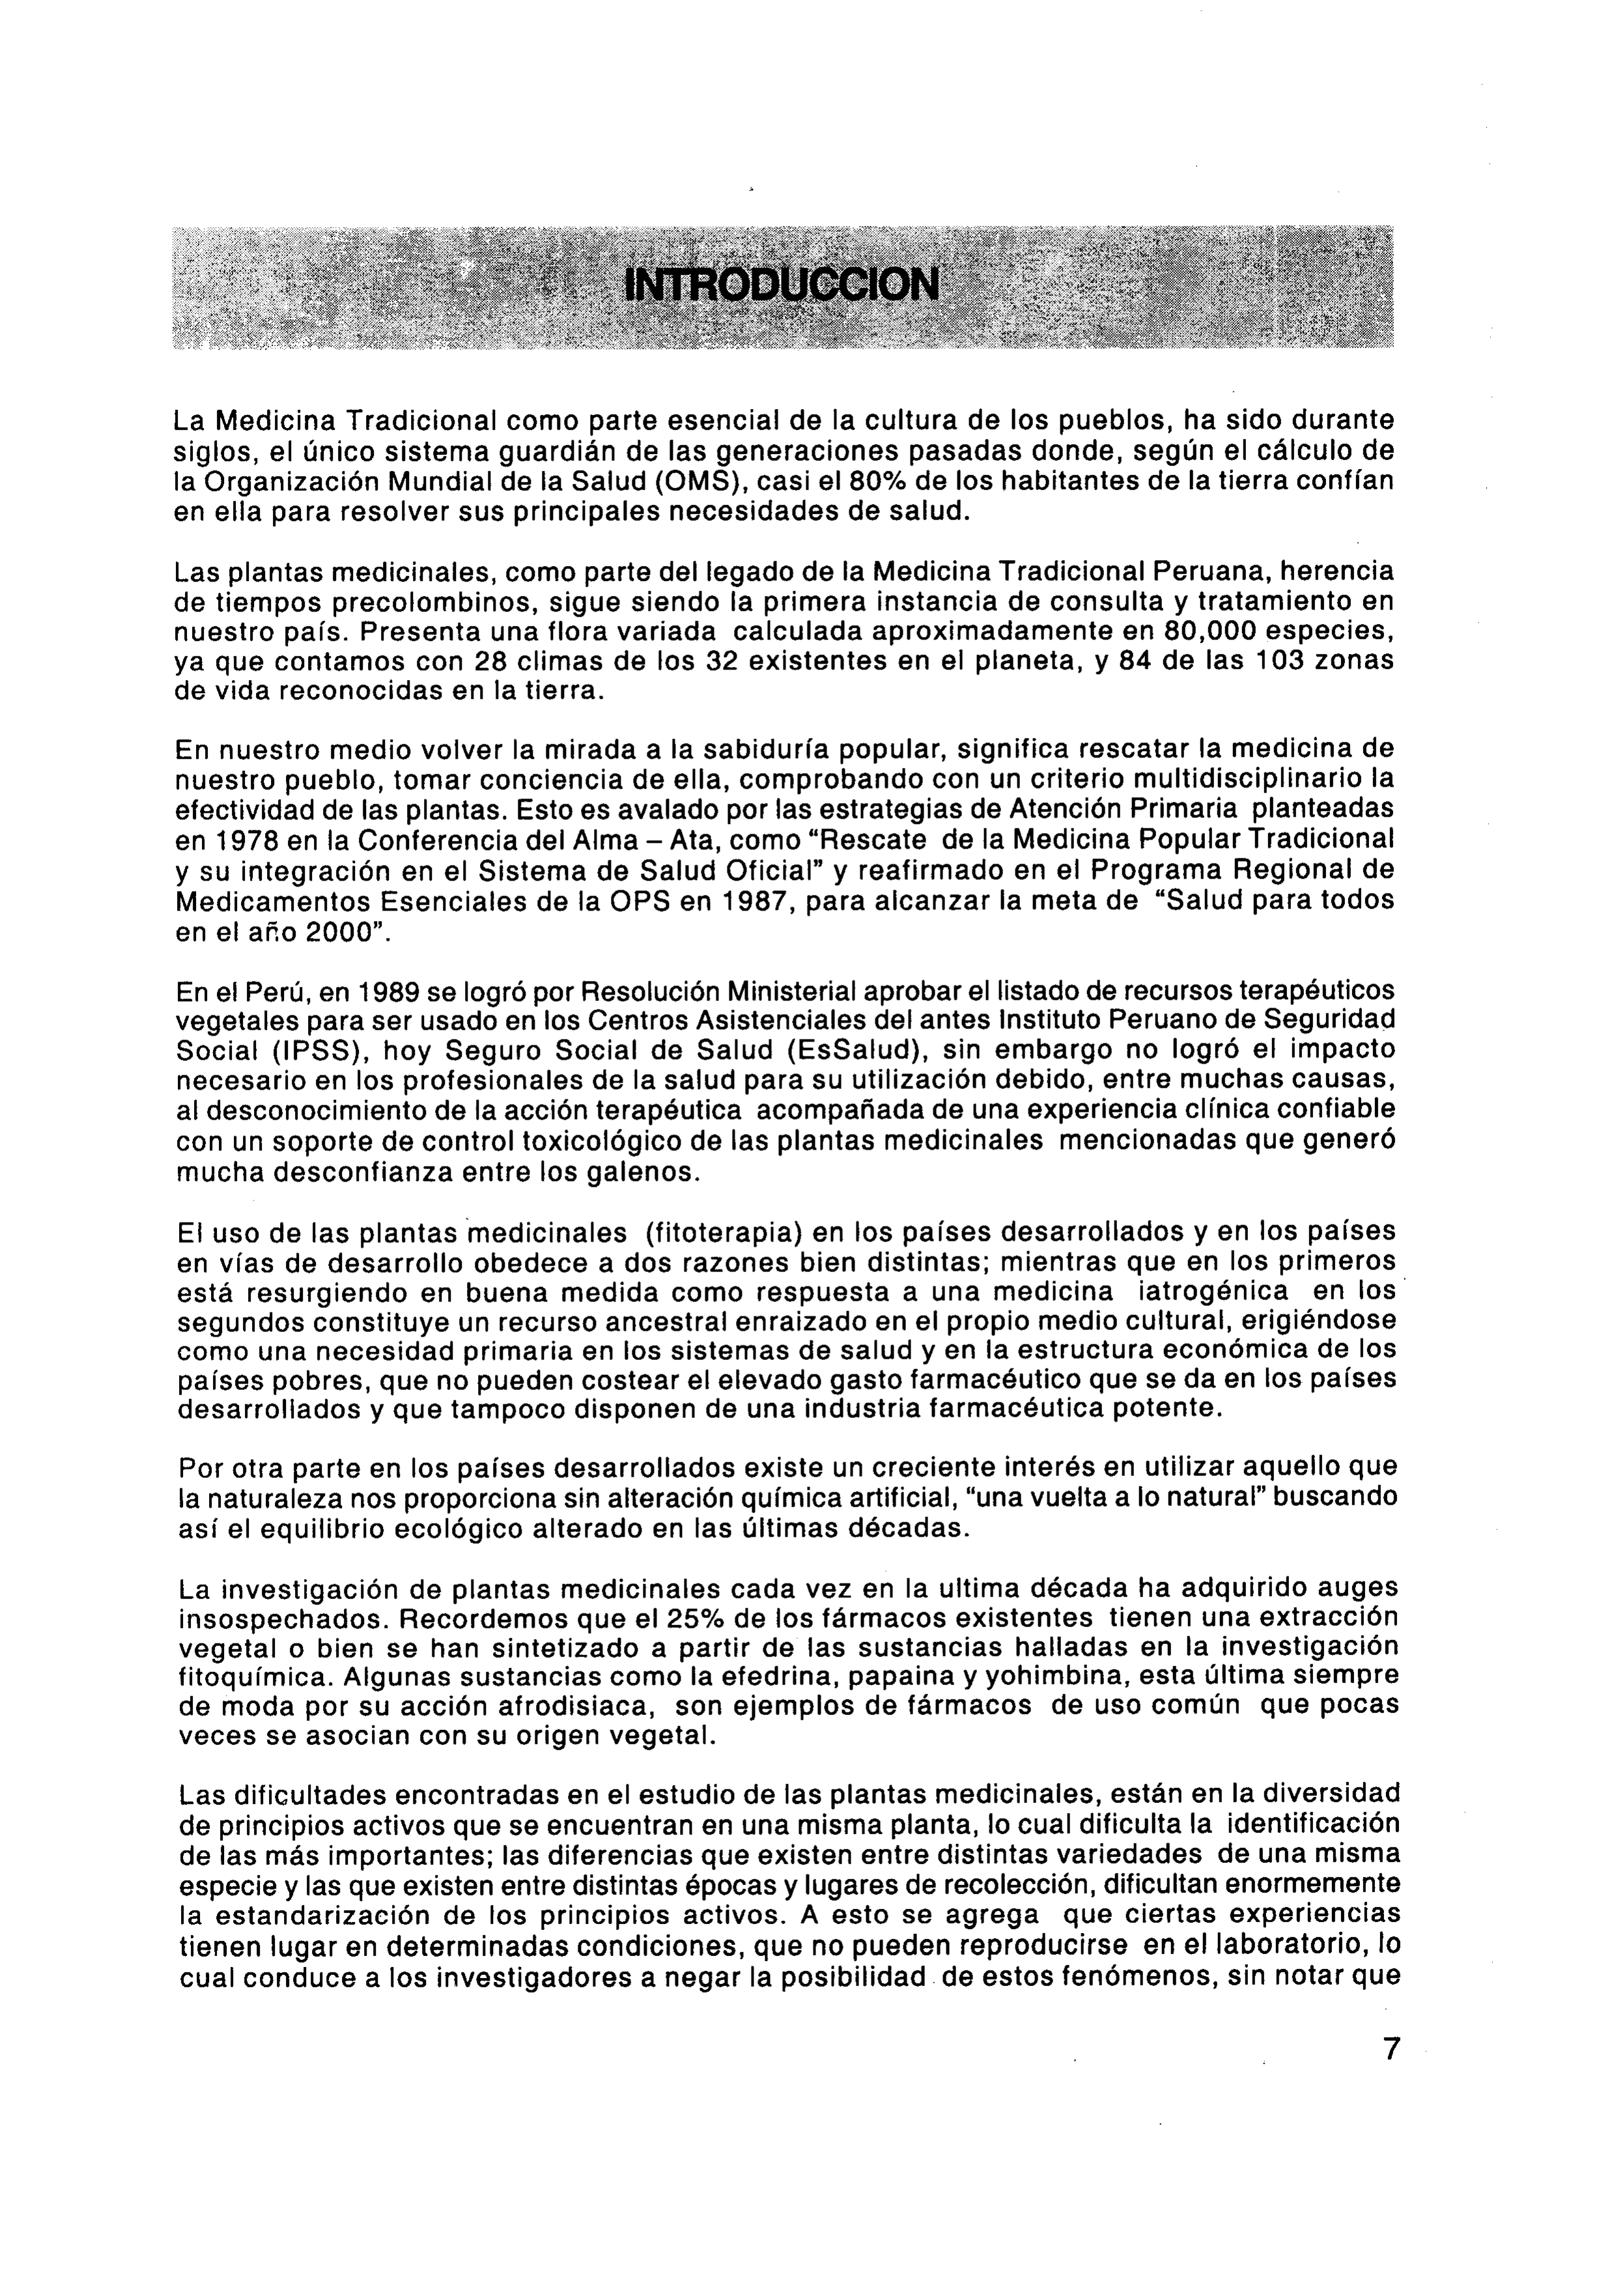 INTRODUCCION
La Medicina Tradicional como parte esencial de la cultura de los pueblos, ha sido durante
siglos, el único sistema guardián de las generaciones pasadas donde, según el cálculo de
la Organización Mundial de la Salud (OMS), casi el 80% de los habitantes de la tierra confían
en ella para resolver sus principales necesidades de salud.
Las plantas medicinales, como parte del legado de la Medicina Tradicional Peruana, herencia
de tiempos precolombinos, sigue siendo la primera instancia de consulta y tratamiento en
nuestro país. Presenta una flora variada calculada aproximadamente en 80,000 especies,
ya que contamos con 28 climas de los 32 existentes en el planeta, y 84 de las 103 zonas
de vida reconocidas en la tierra.
En nuestro medio volver la mirada a la sabiduría popular, significa rescatar la medicina de
nuestro pueblo, tomar conciencia de ella, comprobando con un criterio multidisciplinario la
efectividad de las plantas. Esto es avalado por las estrategias de Atención Primaria planteadas
en 1978 en la Conferencia del Alma – Ata, como “Rescate de la Medicina Popular Tradicional
y su integración en el Sistema de Salud Oficial” y reafirmado en el Programa Regional de
Medicamentos Esenciales de la OPS en 1987, para alcanzar la meta de “Salud para todos
en el año 2000”.
En el Perú, en 1989 se logró por Resolución Ministerial aprobar el listado de recursos terapéuticos
vegetales para ser usado en los Centros Asistenciales del antes Instituto Peruano de Seguridad
Social (IPSS), hoy Seguro Social de Salud (EsSalud), sin embargo no logró el impacto
necesario en los profesionales de la salud para su utilización debido, entre muchas causas,
al desconocimiento de la acción terapéutica acompañada de una experiencia clínica confiable
con un soporte de control toxicológico de las plantas medicinales mencionadas que generó
mucha desconfianza entre los galenos.
El uso de las plantas medicinales (fitoterapia) en los países desarrollados y en los países
en vías de desarrollo obedece a dos razones bien distintas; mientras que en los primeros
está resurgiendo en buena medida como respuesta a una medicina iatrogénica en los
segundos constituye un recurso ancestral enraizado en el propio medio cultural, erigiéndose
como una necesidad primaria en los sistemas de salud y en la estructura económica de los
países pobres, que no pueden costear el elevado gasto farmacéutico que se da en los países
desarrollados y que tampoco disponen de una industria farmacéutica potente.
Por otra parte en los países desarrollados existe un creciente interés en utilizar aquello que
la naturaleza nos proporciona sin alteración química artificial, “una vuelta a lo natural” buscando
así el equilibrio ecológico alterado en las últimas décadas.
La investigación de plantas medicinales cada vez en la ultima década ha adquirido auges
insospechados. Recordemos que el 25% de los fármacos existentes tienen una extracción
vegetal o bien se han sintetizado a partir de las sustancias halladas en la investigación
fitoquímica. Algunas sustancias como la efedrina, papaina y yohimbina, esta última siempre
de moda por su acción afrodisiaca, son ejemplos de fármacos de uso común que pocas
veces se asocian con su origen vegetal.
Las dificultades encontradas en el estudio de las plantas medicinales, están en la diversidad
de principios activos que se encuentran en una misma planta, lo cual dificulta la identificación
de las más importantes; las diferencias que existen entre distintas variedades de una misma
especie y las que existen entre distintas épocas y lugares de recolección, dificultan enormemente
la estandarización de los principios activos. A esto se agrega que ciertas experiencias
tienen lugar en determinadas condiciones, que no pueden reproducirse en el laboratorio, lo
cual conduce a los investigadores a negar la posibilidad de estos fenómenos, sin notar que
7